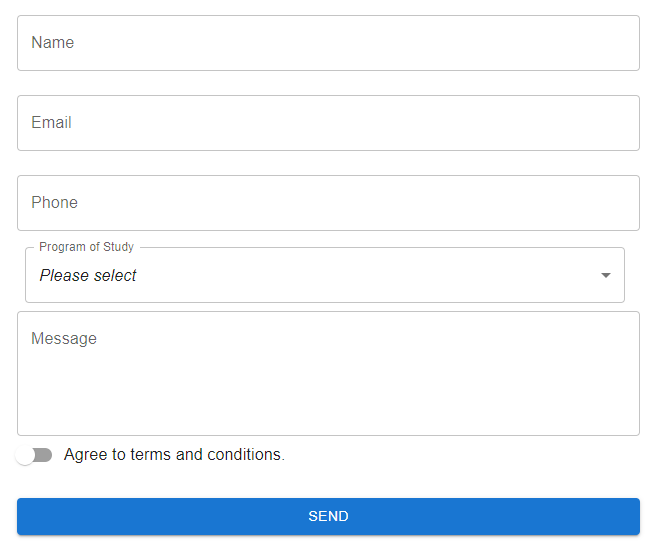 Name
Email
Phone
Program of Study
Please select
Message
Agree to terms and conditions.
SEND